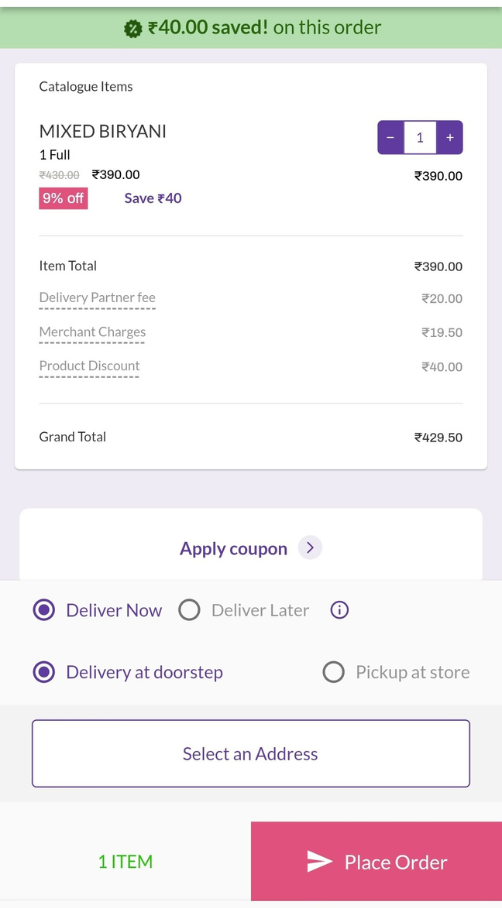 ₹40.00 saved! on this order
Catalogue Items
MIXED BIRYANI
− 1 +
1 Full
₹430.00 ₹390.00 ₹390.00
9% off Save ₹40
Item Total ₹390.00
Delivery Partner fee ₹20.00
Merchant Charges ₹19.50
Product Discount ₹40.00
Grand Total ₹429.50
Apply coupon
Deliver Now Deliver Later
Delivery at doorstep Pickup at store
Select an Address
1 ITEM Place Order